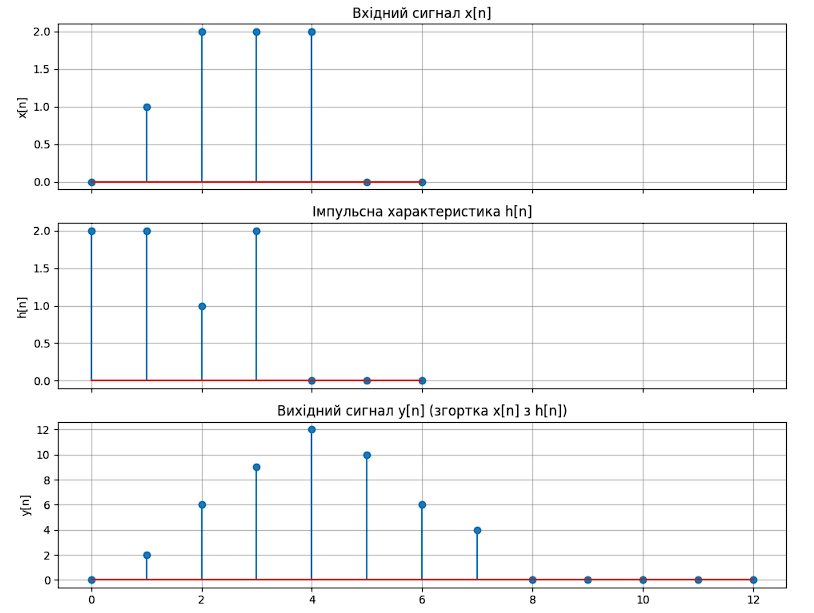 Вхідний сигнал x[n]
2.0
1.5
1.0
0.5
0.0
x[n]
Імпульсна характеристика h[n]
2.0
1.5
1.0
0.5
0.0
h[n]
Вихідний сигнал y[n] (згортка x[n] з h[n])
12
10
8
6
4
2
0
y[n]
0 2 4 6 8 10 12